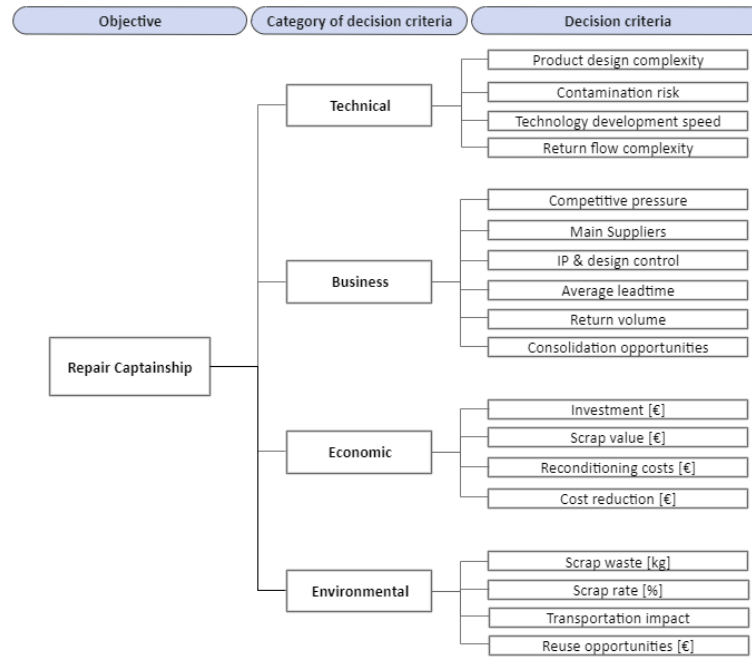 Objective
Category of decision criteria
Decision criteria
Repair Captainship
Technical
Product design complexity
Contamination risk
Technology development speed
Return flow complexity
Business
Competitive pressure
Main Suppliers
IP & design control
Average leadtime
Return volume
Consolidation opportunities
Economic
Investment [€]
Scrap value [€]
Reconditioning costs [€]
Cost reduction [€]
Environmental
Scrap waste [kg]
Scrap rate [%]
Transportation impact
Reuse opportunities [€]